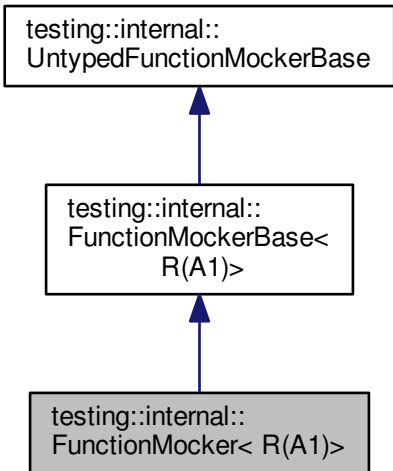 testing::internal::
UntypedFunctionMockerBase
testing::internal::
FunctionMockerBase<
R(A1)>
testing::internal::
FunctionMocker< R(A1)>